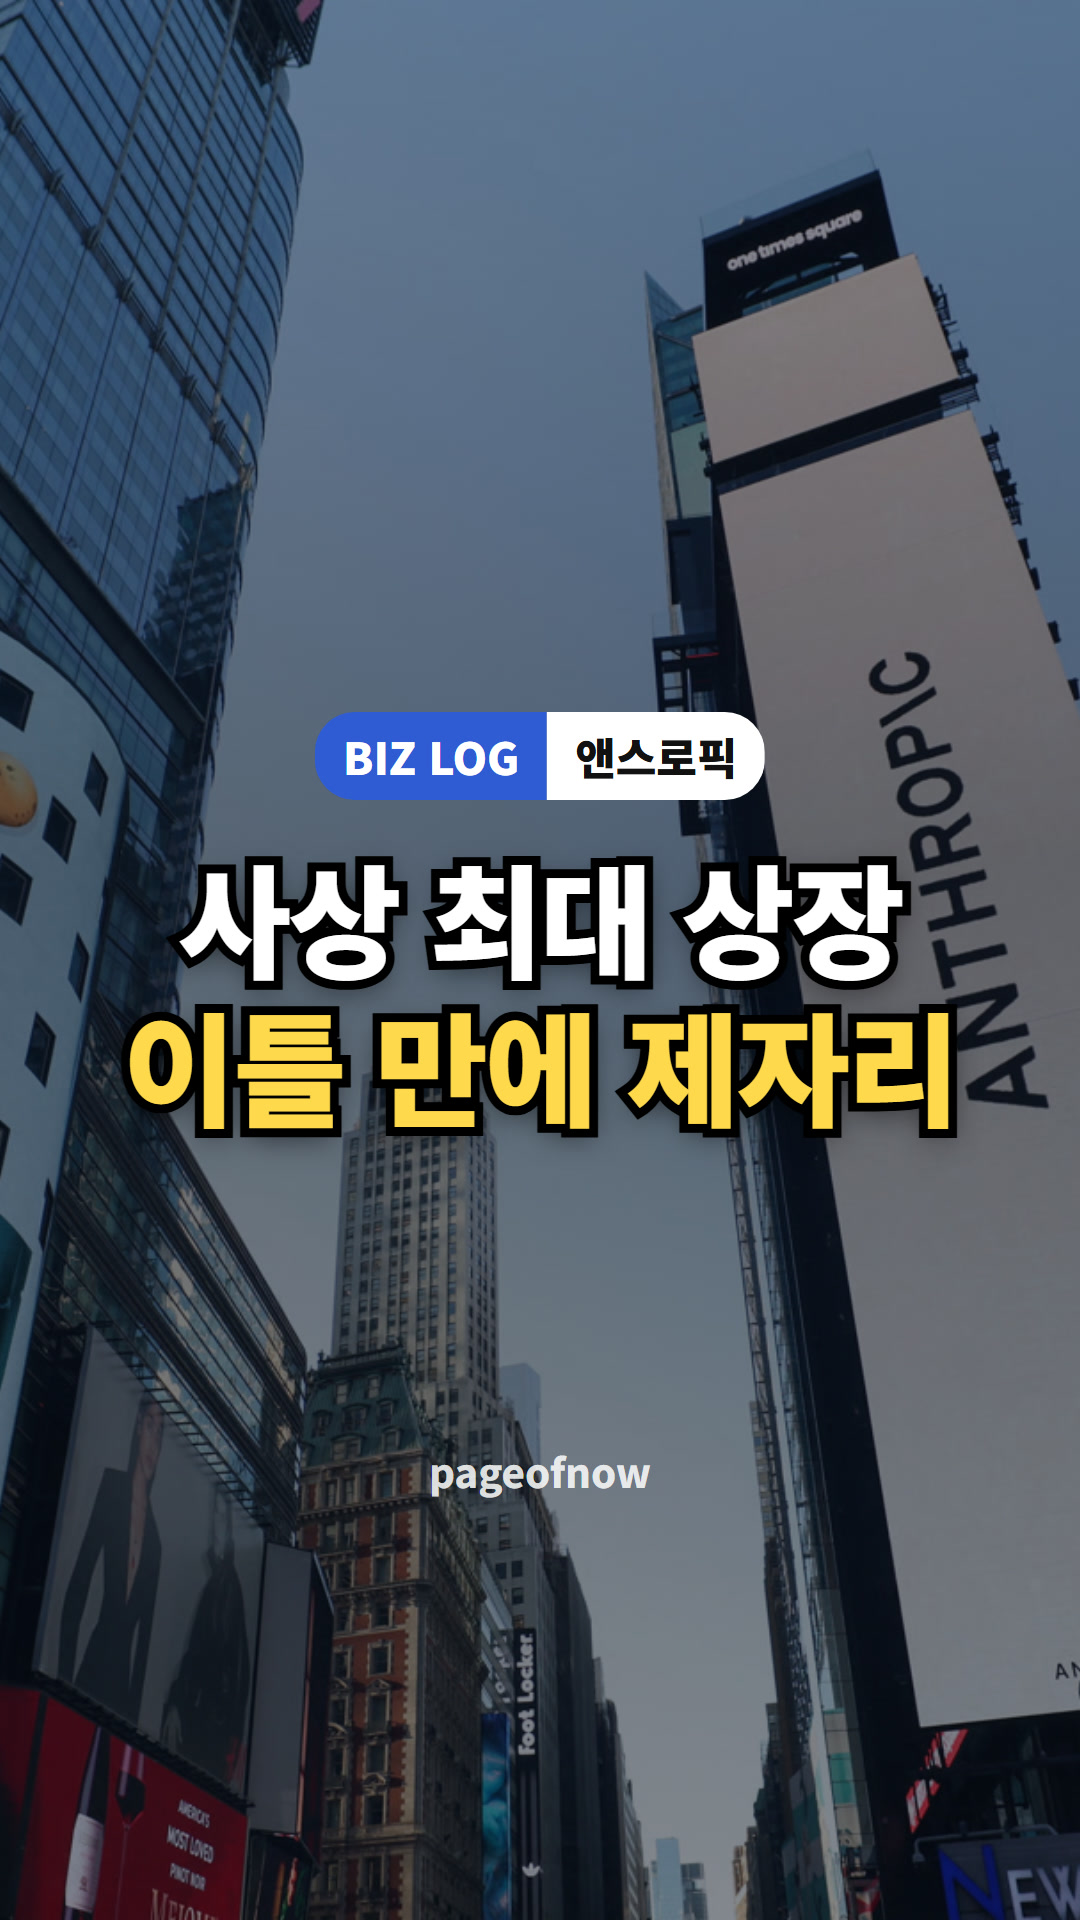 one times square
ANTHROPIC
BIZ LOG 앤스로픽
사상 최대 상장
이틀 만에 제자리
pageofnow
Foot Locker
AMERICA'S
MOST LOVED
PINOT NOIR